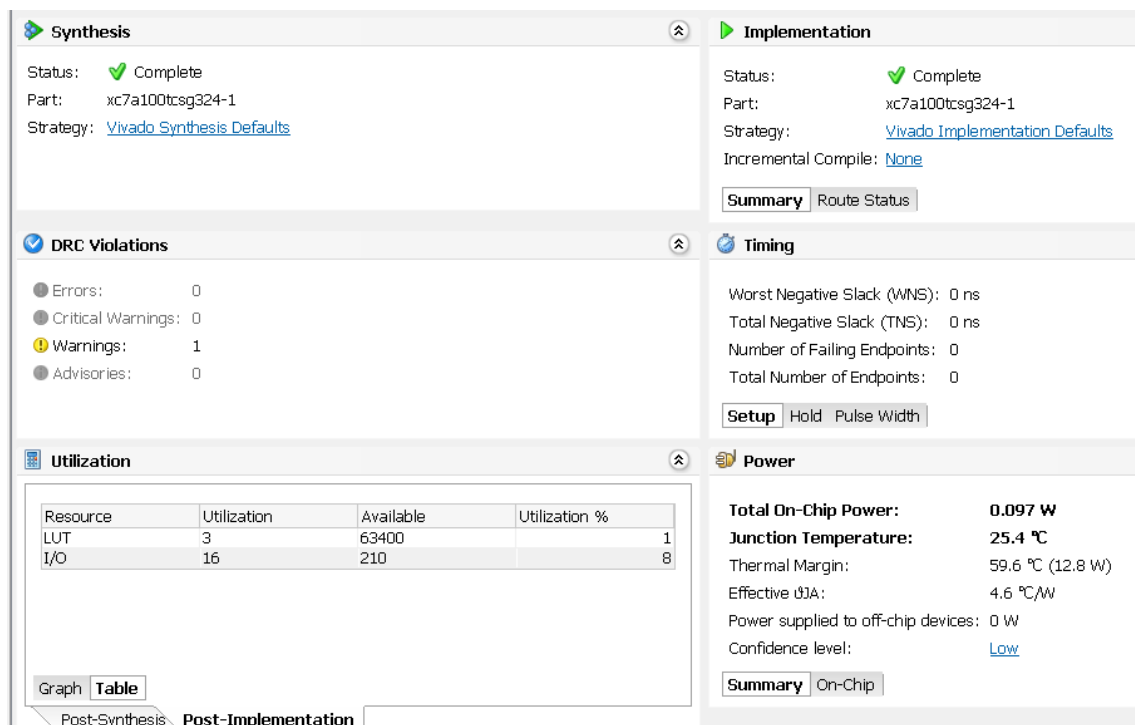 Synthesis
Status: Complete
Part: xc7a100tcsg324-1
Strategy: Vivado Synthesis Defaults
Implementation
Status: Complete
Part: xc7a100tcsg324-1
Strategy: Vivado Implementation Defaults
Incremental Compile: None
Summary Route Status
DRC Violations
Errors: 0
Critical Warnings: 0
Warnings: 1
Advisories: 0
Timing
Worst Negative Slack (WNS): 0 ns
Total Negative Slack (TNS): 0 ns
Number of Failing Endpoints: 0
Total Number of Endpoints: 0
Setup Hold Pulse Width
Utilization
Resource Utilization Available Utilization %
LUT 3 63400 1
I/O 16 210 8
Graph Table
Post-Synthesis Post-Implementation
Power
Total On-Chip Power: 0.097 W
Junction Temperature: 25.4 °C
Thermal Margin: 59.6 °C (12.8 W)
Effective ϑJA: 4.6 °C/W
Power supplied to off-chip devices: 0 W
Confidence level: Low
Summary On-Chip